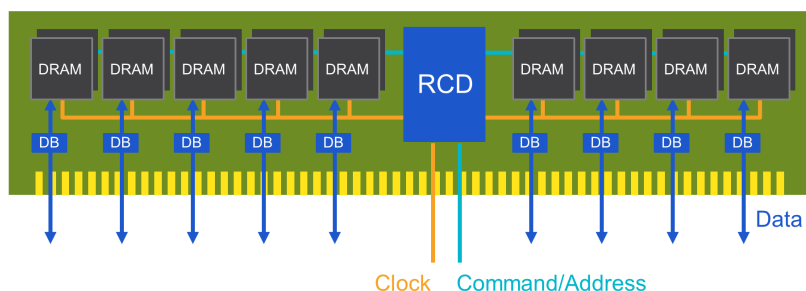 DRAM DRAM DRAM DRAM DRAM RCD DRAM DRAM DRAM DRAM
DB DB DB DB DB DB DB DB DB
Data
Clock Command/Address